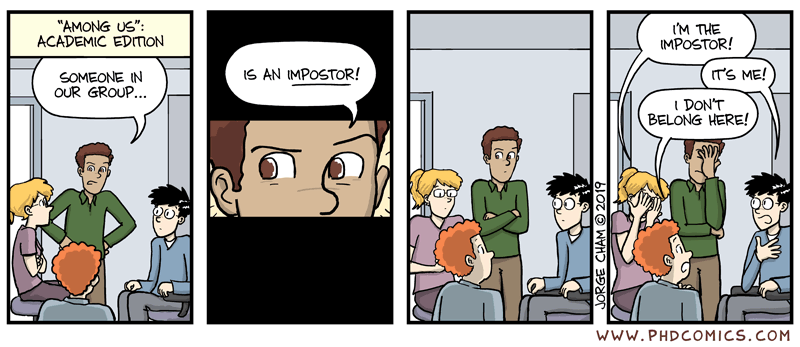 "AMONG US":
ACADEMIC EDITION
SOMEONE IN
OUR GROUP...
IS AN IMPOSTOR!
I'M THE
IMPOSTOR!
IT'S ME!
I DON'T
BELONG HERE!
JORGE CHAM © 2019
WWW.PHDCOMICS.COM